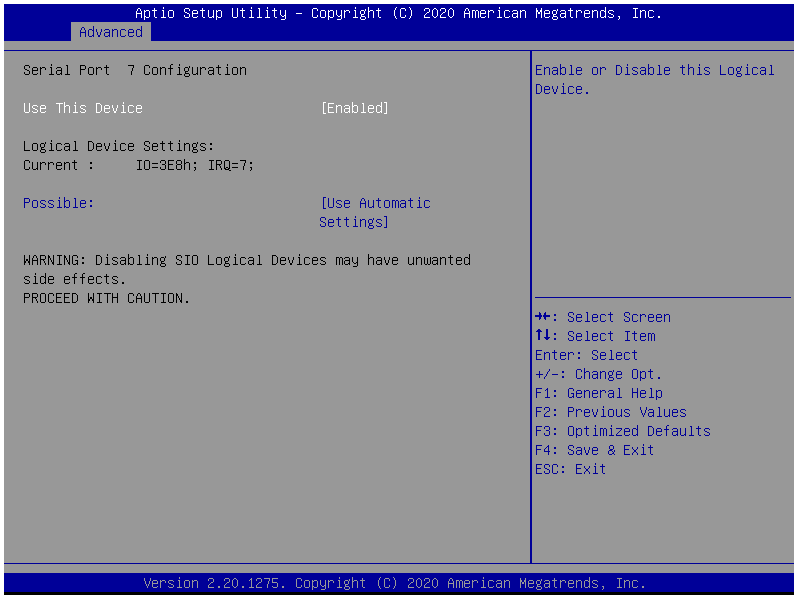 Aptio Setup Utility – Copyright (C) 2020 American Megatrends, Inc.
Advanced
Serial Port  7 Configuration
Use This Device [Enabled]
Logical Device Settings:
Current : IO=3E8h; IRQ=7;
Possible: [Use Automatic
Settings]
WARNING: Disabling SIO Logical Devices may have unwanted
side effects.
PROCEED WITH CAUTION.
Enable or Disable this Logical
Device.
→←: Select Screen
↑↓: Select Item
Enter: Select
+/-: Change Opt.
F1: General Help
F2: Previous Values
F3: Optimized Defaults
F4: Save & Exit
ESC: Exit
Version 2.20.1275. Copyright (C) 2020 American Megatrends, Inc.